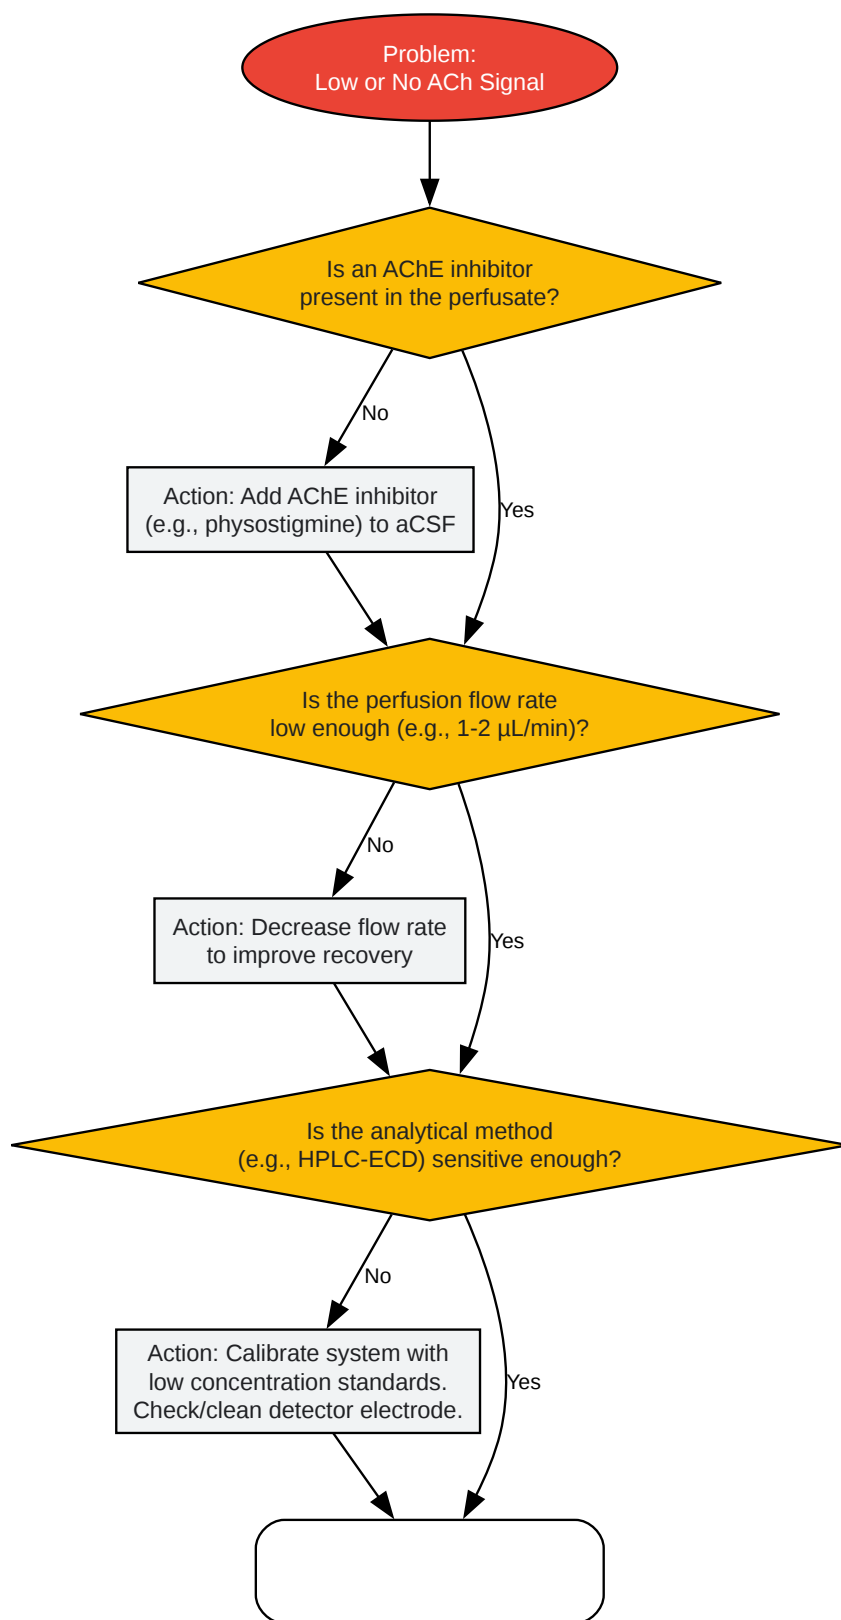 Problem:
Low or No ACh Signal
Is an AChE inhibitor
present in the perfusate?
No
Yes
Action: Add AChE inhibitor
(e.g., physostigmine) to aCSF
Is the perfusion flow rate
low enough (e.g., 1-2 µL/min)?
No
Yes
Action: Decrease flow rate
to improve recovery
Is the analytical method
(e.g., HPLC-ECD) sensitive enough?
No
Yes
Action: Calibrate system with
low concentration standards.
Check/clean detector electrode.